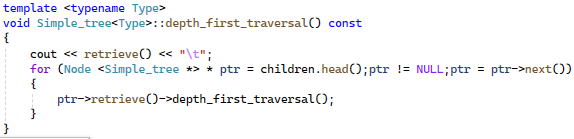 template <typename Type>
void Simple_tree<Type>::depth_first_traversal() const
{
    cout << retrieve() << "\t";
    for (Node <Simple_tree *> * ptr = children.head();ptr != NULL;ptr = ptr->next())
    {
        ptr->retrieve()->depth_first_traversal();
    }
}